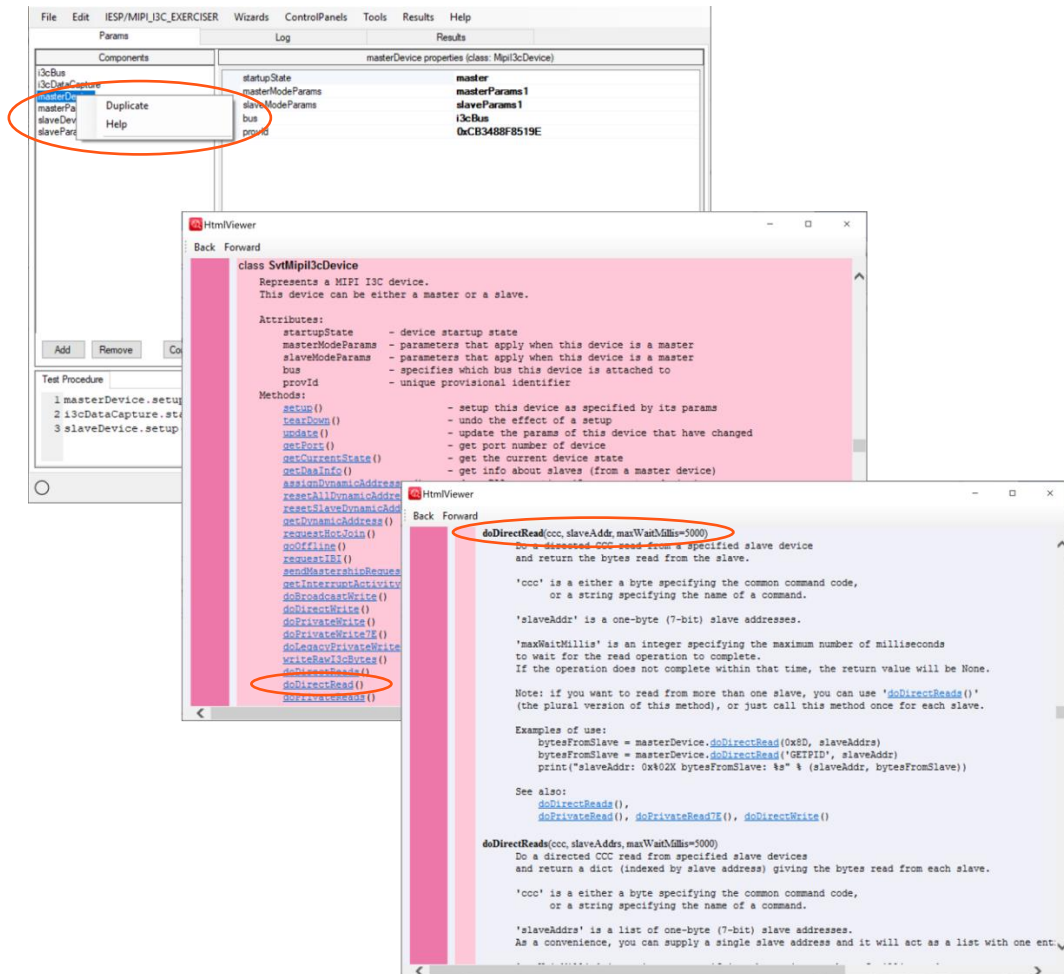 File Edit IESP/MIPI_I3C_EXERCISER Wizards ControlPanels Tools Results Help
Params Log Results
Components masterDevice properties (class: MipiI3cDevice)
i3cBus
i3cDataCapture
startupState master
masterModeParams masterParams1
slaveModeParams slaveParams1
bus i3cBus
provId 0xCB3488F8519E
Duplicate
Help
Add Remove
Test Procedure
1 masterDevice.setup
2 i3cDataCapture.sta
3 slaveDevice.setup
HtmlViewer
Back Forward
class SvtMipiI3cDevice
Represents a MIPI I3C device.
This device can be either a master or a slave.
Attributes:
startupState - device startup state
masterModeParams - parameters that apply when this device is a master
slaveModeParams - parameters that apply when this device is a master
bus - specifies which bus this device is attached to
provId - unique provisional identifier
Methods:
setup() - setup this device as specified by its params
tearDown() - undo the effect of a setup
update() - update the params of this device that have changed
getPort() - get port number of device
getCurrentState() - get the current device state
getDaaInfo() - get info about slaves (from a master device)
assignDynamicAddress
resetAllDynamicAddre
resetSlaveDynamicAdd
getDynamicAddress()
requestHotJoin()
goOffline()
requestIBI()
sendMastershipReques
getInterruptActivity
doBroadcastWrite()
doDirectWrite()
doPrivateWrite()
doPrivateWrite7E()
doLegacyPrivateWrite
writeRawI3cBytes()
doDirectReads()
doDirectRead()
doPrivateReads()
HtmlViewer
Back Forward
doDirectRead(ccc, slaveAddr, maxWaitMillis=5000)
Do a directed CCC read from a specified slave device
and return the bytes read from the slave.
'ccc' is a either a byte specifying the common command code,
or a string specifying the name of a command.
'slaveAddr' is a one-byte (7-bit) slave addresses.
'maxWaitMillis' is an integer specifying the maximum number of milliseconds
to wait for the read operation to complete.
If the operation does not complete within that time, the return value will be None.
Note: if you want to read from more than one slave, you can use 'doDirectReads()'
(the plural version of this method), or just call this method once for each slave.
Examples of use:
bytesFromSlave = masterDevice.doDirectRead(0x8D, slaveAddrs)
bytesFromSlave = masterDevice.doDirectRead('GETPID', slaveAddr)
print("slaveAddr: 0x%02X bytesFromSlave: %s" % (slaveAddr, bytesFromSlave))
See also:
doDirectReads(),
doPrivateRead(), doPrivateRead7E(), doDirectWrite()
doDirectReads(ccc, slaveAddrs, maxWaitMillis=5000)
Do a directed CCC read from specified slave devices
and return a dict (indexed by slave address) giving the bytes read from each slave.
'ccc' is a either a byte specifying the common command code,
or a string specifying the name of a command.
'slaveAddrs' is a list of one-byte (7-bit) slave addresses.
As a convenience, you can supply a single slave address and it will act as a list with one ent